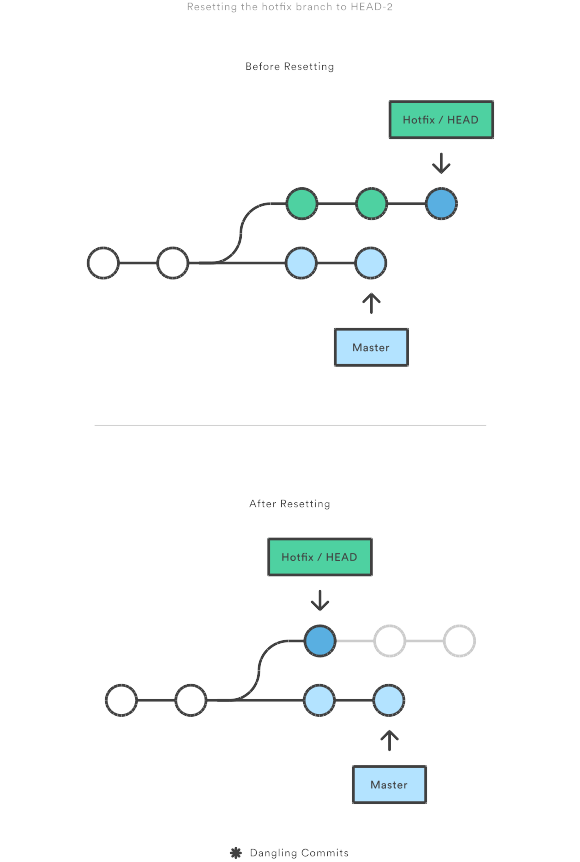 Resetting the hotfix branch to HEAD-2
Before Resetting
Hotfix / HEAD
Master
After Resetting
Hotfix / HEAD
Master
Dangling Commits